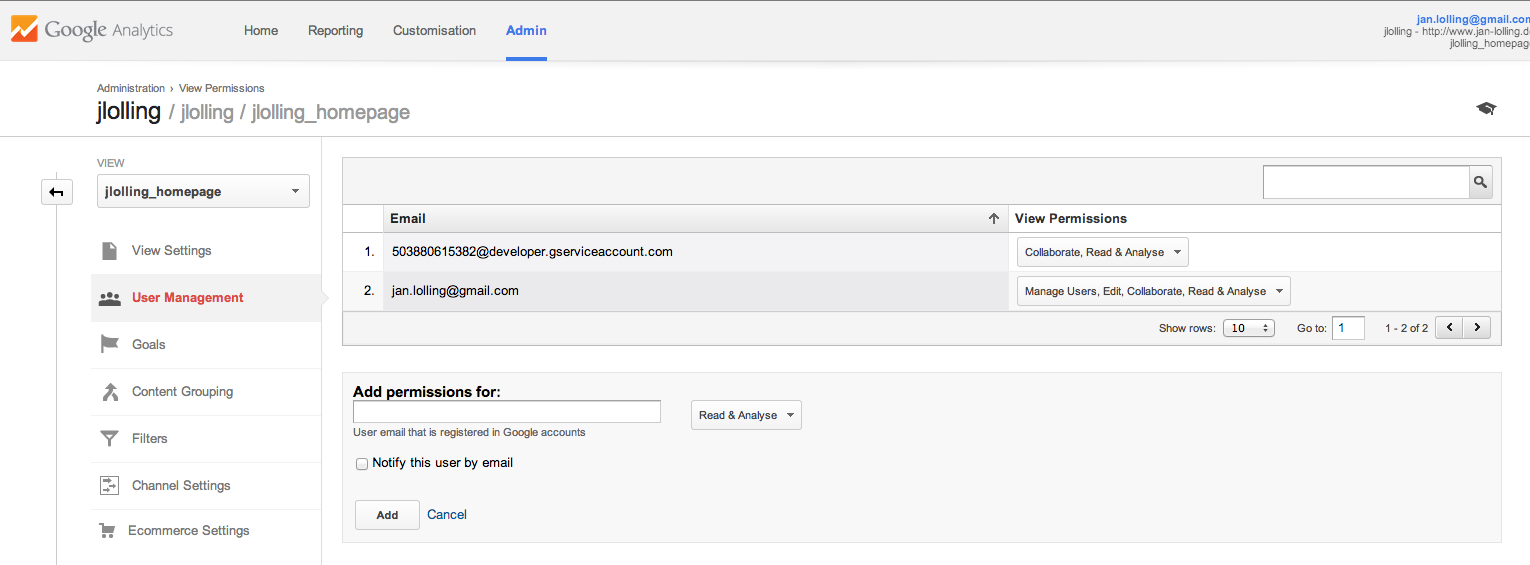 Google Analytics
Home Reporting Customisation Admin
jan.lolling@gmail.com
jlolling - http://www.jan-lolling.d
jlolling_homepage
Administration › View Permissions
jlolling / jlolling / jlolling_homepage
VIEW
jlolling_homepage
View Settings
User Management
Goals
Content Grouping
Filters
Channel Settings
Ecommerce Settings
Email View Permissions
1. 503880615382@developer.gserviceaccount.com Collaborate, Read & Analyse
2. jan.lolling@gmail.com Manage Users, Edit, Collaborate, Read & Analyse
Show rows: 10 Go to: 1 1 - 2 of 2
Add permissions for:
Read & Analyse
User email that is registered in Google accounts
Notify this user by email
Add Cancel